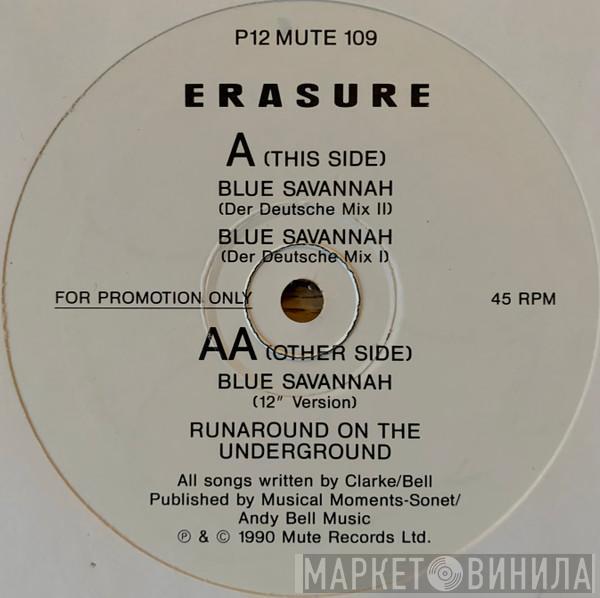 P12 MUTE 109
ERASURE
A (THIS SIDE)
BLUE SAVANNAH
(Der Deutsche Mix II)
BLUE SAVANNAH
(Der Deutsche Mix I)
FOR PROMOTION ONLY
45 RPM
AA (OTHER SIDE)
BLUE SAVANNAH
(12" Version)
RUNAROUND ON THE
UNDERGROUND
All songs written by Clarke/Bell
Published by Musical Moments-Sonet/
Andy Bell Music
℗ & © 1990 Mute Records Ltd.
МАРКЕТ ВИНИЛА